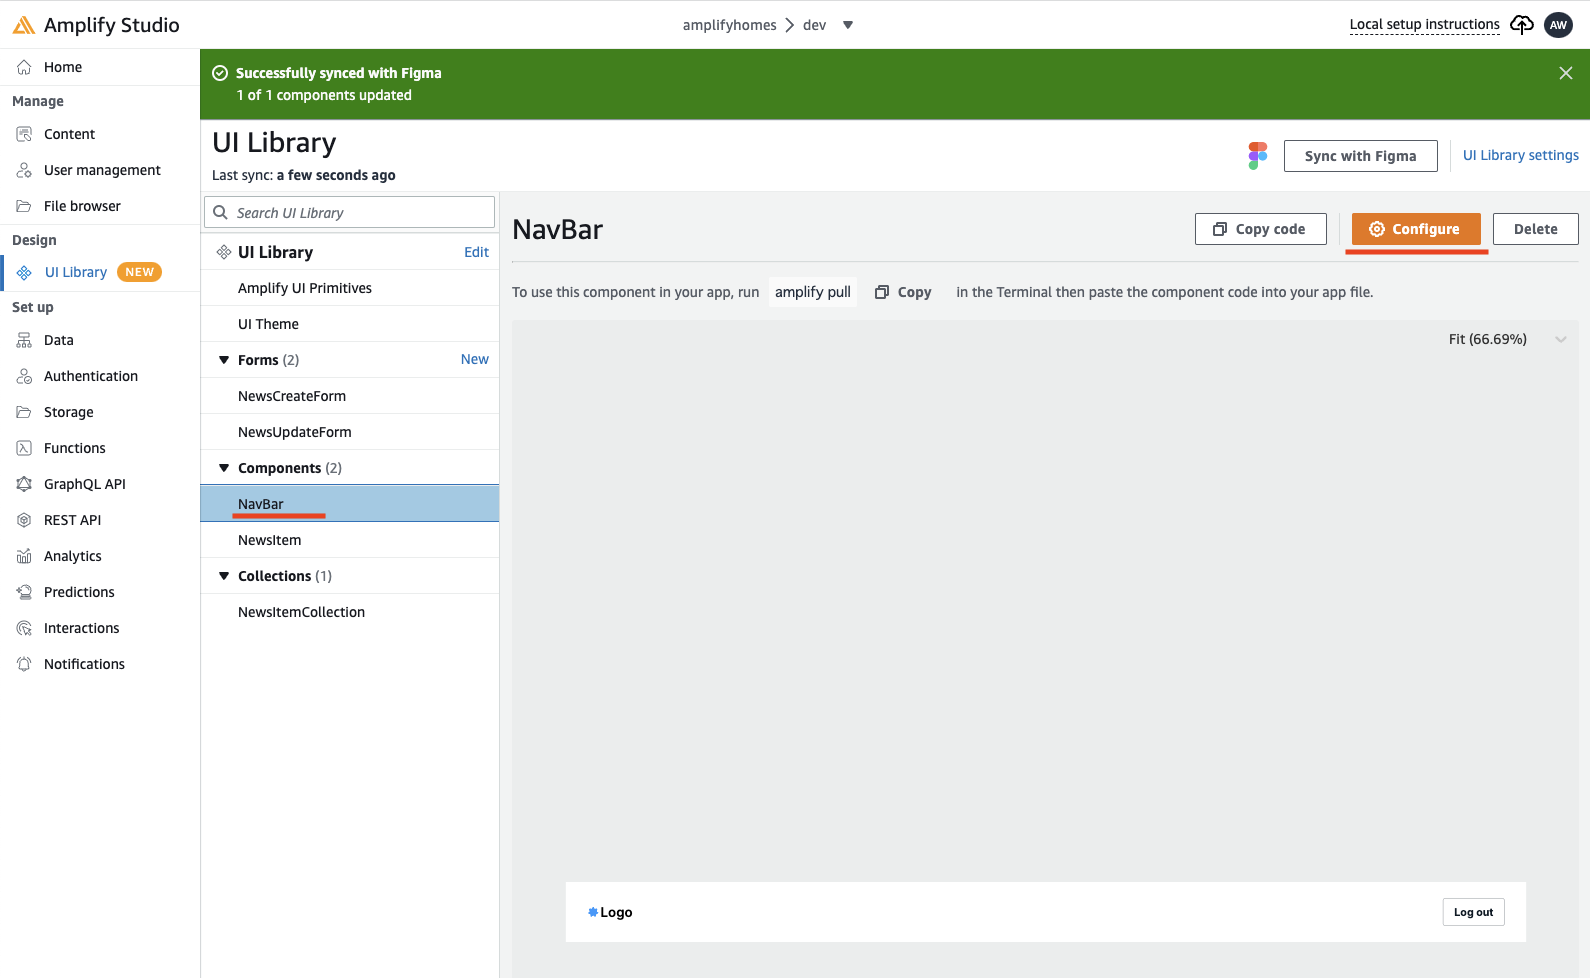 Amplify Studio
amplifyhomes > dev
Local setup instructions
AW
Home
Manage
Content
User management
File browser
Design
UI Library NEW
Set up
Data
Authentication
Storage
Functions
GraphQL API
REST API
Analytics
Predictions
Interactions
Notifications
Successfully synced with Figma
1 of 1 components updated
UI Library
Last sync: a few seconds ago
Sync with Figma
UI Library settings
Search UI Library
UI Library Edit
Amplify UI Primitives
UI Theme
Forms (2) New
NewsCreateForm
NewsUpdateForm
Components (2)
NavBar
NewsItem
Collections (1)
NewsItemCollection
NavBar
Copy code
Configure
Delete
To use this component in your app, run amplify pull Copy in the Terminal then paste the component code into your app file.
Fit (66.69%)
Logo
Log out